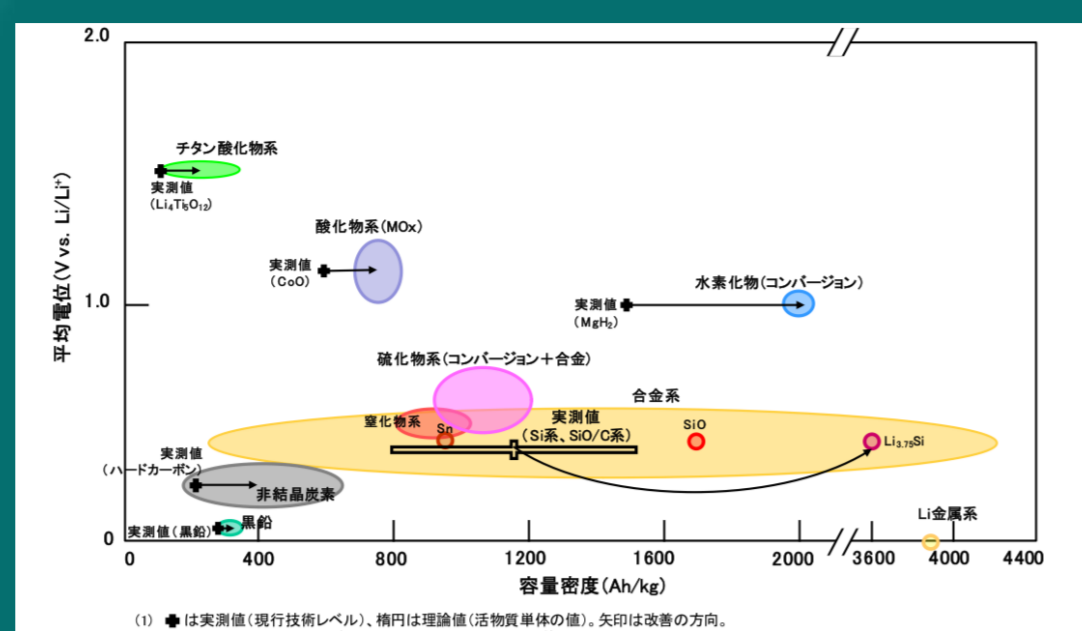 2.0
チタン酸化物系
実測値
(Li₄Ti₅O₁₂)
酸化物系(MOx)
実測値
(CoO)
水素化物(コンバージョン)
実測値
(MgH₂)
1.0
平均電位(V vs. Li/Li⁺)
硫化物系(コンバージョン+合金)
合金系
窒化物系
Sn
実測値
(Si系、SiO/C系)
SiO
Li₃.₇₅Si
実測値
(ハードカーボン)
非結晶炭素
黒鉛
実測値(黒鉛)
Li金属系
0
0 400 800 1200 1600 2000 3600 4000 4400
容量密度(Ah/kg)
(1) ✚は実測値(現行技術レベル)、楕円は理論値(活物質単体の値)。矢印は改善の方向。